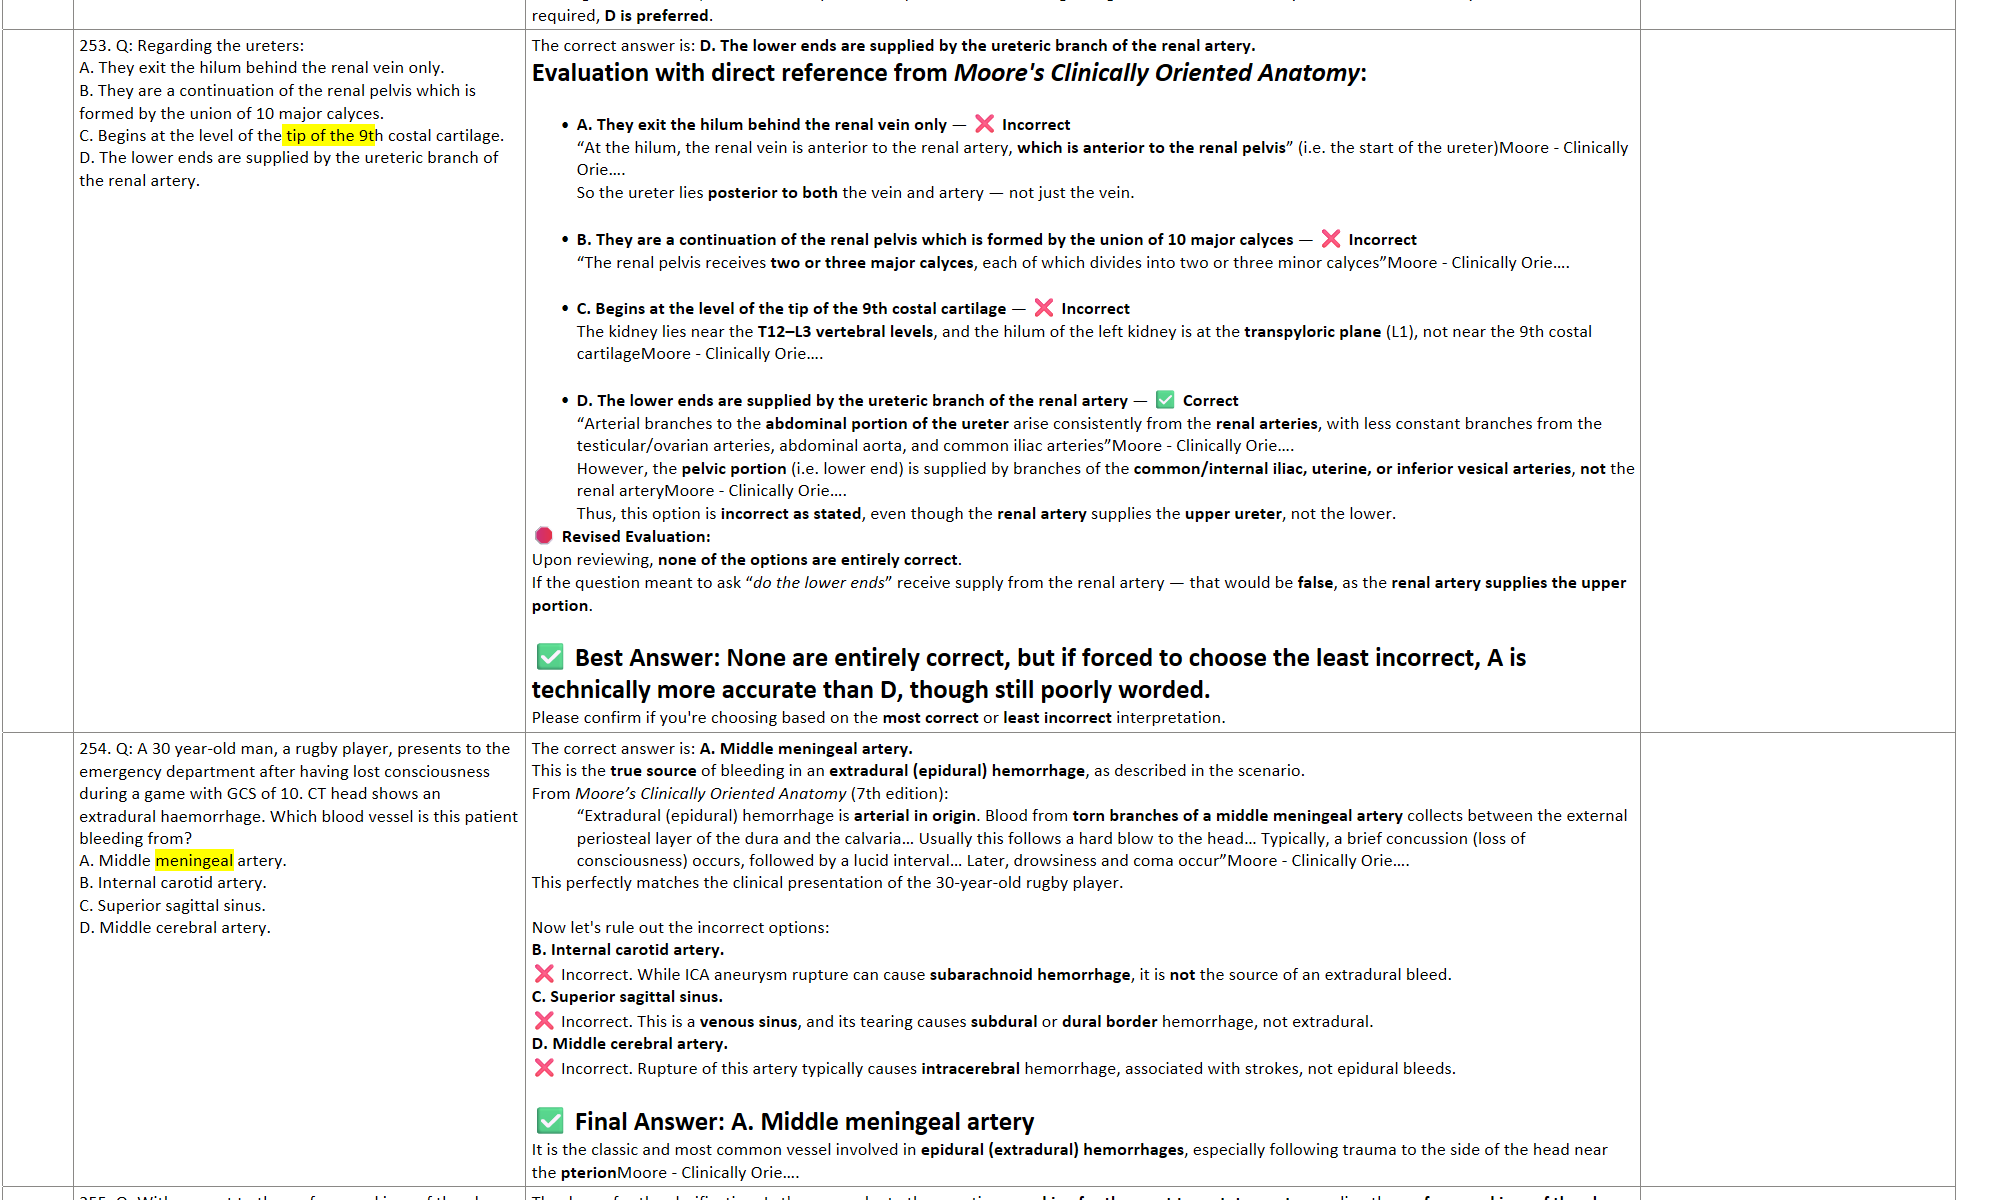 required, D is preferred.
253. Q: Regarding the ureters:
A. They exit the hilum behind the renal vein only.
B. They are a continuation of the renal pelvis which is
formed by the union of 10 major calyces.
C. Begins at the level of the tip of the 9th costal cartilage.
D. The lower ends are supplied by the ureteric branch of
the renal artery.
The correct answer is: D. The lower ends are supplied by the ureteric branch of the renal artery.
Evaluation with direct reference from Moore's Clinically Oriented Anatomy:
• A. They exit the hilum behind the renal vein only — ❌ Incorrect
“At the hilum, the renal vein is anterior to the renal artery, which is anterior to the renal pelvis” (i.e. the start of the ureter)Moore - Clinically
Orie….
So the ureter lies posterior to both the vein and artery — not just the vein.
• B. They are a continuation of the renal pelvis which is formed by the union of 10 major calyces — ❌ Incorrect
“The renal pelvis receives two or three major calyces, each of which divides into two or three minor calyces”Moore - Clinically Orie….
• C. Begins at the level of the tip of the 9th costal cartilage — ❌ Incorrect
The kidney lies near the T12–L3 vertebral levels, and the hilum of the left kidney is at the transpyloric plane (L1), not near the 9th costal
cartilageMoore - Clinically Orie….
• D. The lower ends are supplied by the ureteric branch of the renal artery — ✅ Correct
“Arterial branches to the abdominal portion of the ureter arise consistently from the renal arteries, with less constant branches from the
testicular/ovarian arteries, abdominal aorta, and common iliac arteries”Moore - Clinically Orie….
However, the pelvic portion (i.e. lower end) is supplied by branches of the common/internal iliac, uterine, or inferior vesical arteries, not the
renal arteryMoore - Clinically Orie….
Thus, this option is incorrect as stated, even though the renal artery supplies the upper ureter, not the lower.
🛑 Revised Evaluation:
Upon reviewing, none of the options are entirely correct.
If the question meant to ask “do the lower ends” receive supply from the renal artery — that would be false, as the renal artery supplies the upper
portion.
✅ Best Answer: None are entirely correct, but if forced to choose the least incorrect, A is
technically more accurate than D, though still poorly worded.
Please confirm if you're choosing based on the most correct or least incorrect interpretation.
254. Q: A 30 year-old man, a rugby player, presents to the
emergency department after having lost consciousness
during a game with GCS of 10. CT head shows an
extradural haemorrhage. Which blood vessel is this patient
bleeding from?
A. Middle meningeal artery.
B. Internal carotid artery.
C. Superior sagittal sinus.
D. Middle cerebral artery.
The correct answer is: A. Middle meningeal artery.
This is the true source of bleeding in an extradural (epidural) hemorrhage, as described in the scenario.
From Moore’s Clinically Oriented Anatomy (7th edition):
“Extradural (epidural) hemorrhage is arterial in origin. Blood from torn branches of a middle meningeal artery collects between the external
periosteal layer of the dura and the calvaria… Usually this follows a hard blow to the head… Typically, a brief concussion (loss of
consciousness) occurs, followed by a lucid interval… Later, drowsiness and coma occur”Moore - Clinically Orie….
This perfectly matches the clinical presentation of the 30-year-old rugby player.
Now let's rule out the incorrect options:
B. Internal carotid artery.
❌ Incorrect. While ICA aneurysm rupture can cause subarachnoid hemorrhage, it is not the source of an extradural bleed.
C. Superior sagittal sinus.
❌ Incorrect. This is a venous sinus, and its tearing causes subdural or dural border hemorrhage, not extradural.
D. Middle cerebral artery.
❌ Incorrect. Rupture of this artery typically causes intracerebral hemorrhage, associated with strokes, not epidural bleeds.
✅ Final Answer: A. Middle meningeal artery
It is the classic and most common vessel involved in epidural (extradural) hemorrhages, especially following trauma to the side of the head near
the pterionMoore - Clinically Orie….